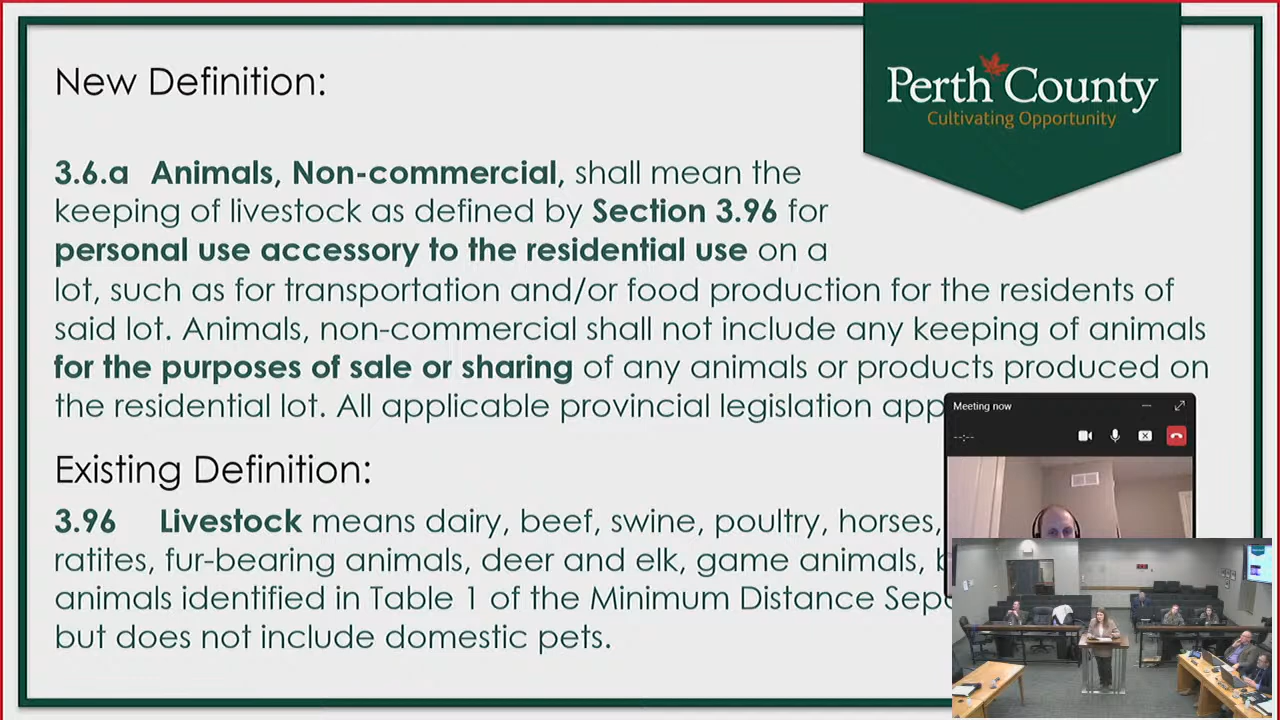 New Definition:
Perth County
Cultivating Opportunity
3.6.a Animals, Non-commercial, shall mean the
keeping of livestock as defined by Section 3.96 for
personal use accessory to the residential use on a
lot, such as for transportation and/or food production for the residents of
said lot. Animals, non-commercial shall not include any keeping of animals
for the purposes of sale or sharing of any animals or products produced on
the residential lot. All applicable provincial legislation
Meeting now
--:--
Existing Definition:
3.96 Livestock means dairy, beef, swine, poultry, horses,
ratites, fur-bearing animals, deer and elk, game animals,
animals identified in Table 1 of the Minimum Distance
but does not include domestic pets.